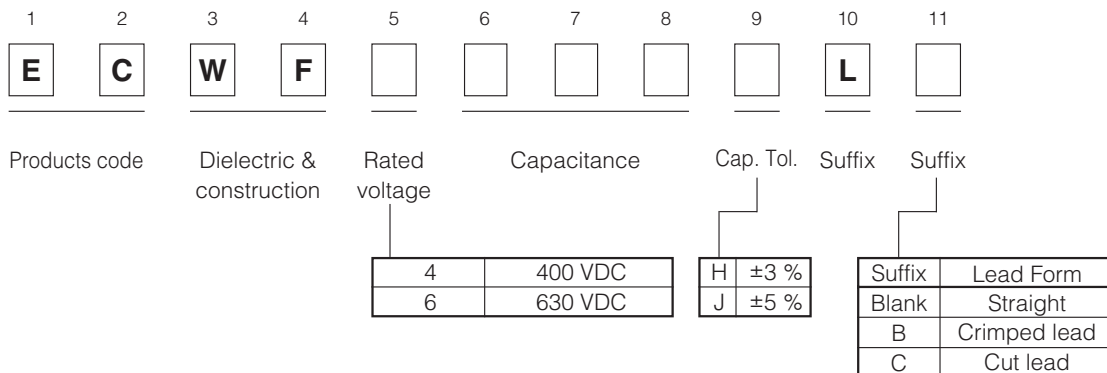 1 2 3 4 5 6 7 8 9 10 11
E C W F L
Products code Dielectric & construction Rated voltage Capacitance Cap. Tol. Suffix Suffix
4 400 VDC
6 630 VDC
H ±3 %
J ±5 %
Suffix Lead Form
Blank Straight
B Crimped lead
C Cut lead